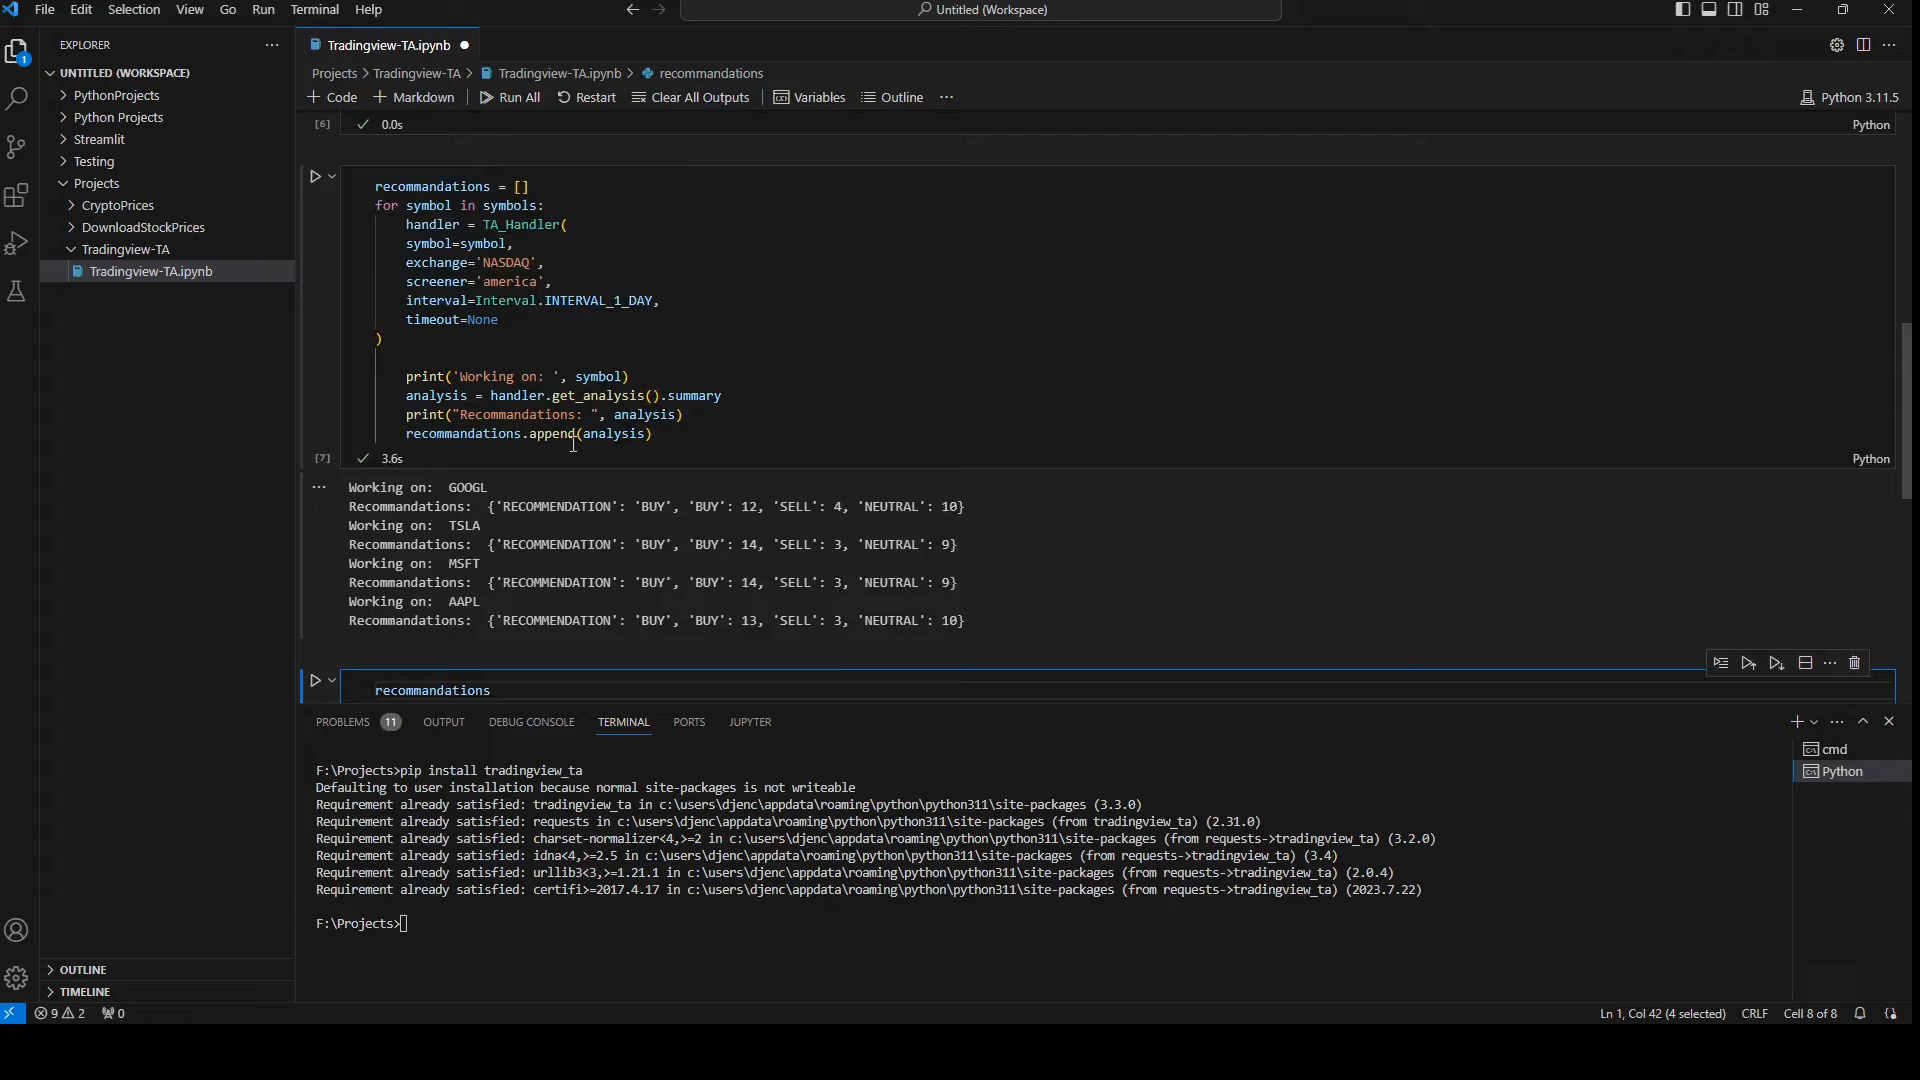 File Edit Selection View Go Run Terminal Help
Untitled (Workspace)
EXPLORER
UNTITLED (WORKSPACE)
PythonProjects
Python Projects
Streamlit
Testing
Projects
CryptoPrices
DownloadStockPrices
Tradingview-TA
Tradingview-TA.ipynb
OUTLINE
TIMELINE
1
Tradingview-TA.ipynb
Projects > Tradingview-TA > Tradingview-TA.ipynb > recommandations
+ Code + Markdown Run All Restart Clear All Outputs Variables Outline ... Python 3.11.5
[6] 0.0s Python
recommandations = []
for symbol in symbols:
    handler = TA_Handler(
    symbol=symbol,
    exchange='NASDAQ',
    screener='america',
    interval=Interval.INTERVAL_1_DAY,
    timeout=None
)
    print('Working on: ', symbol)
    analysis = handler.get_analysis().summary
    print("Recommandations: ", analysis)
    recommandations.append(analysis)
[7] 3.6s Python
Working on:  GOOGL
Recommandations:  {'RECOMMENDATION': 'BUY', 'BUY': 12, 'SELL': 4, 'NEUTRAL': 10}
Working on:  TSLA
Recommandations:  {'RECOMMENDATION': 'BUY', 'BUY': 14, 'SELL': 3, 'NEUTRAL': 9}
Working on:  MSFT
Recommandations:  {'RECOMMENDATION': 'BUY', 'BUY': 14, 'SELL': 3, 'NEUTRAL': 9}
Working on:  AAPL
Recommandations:  {'RECOMMENDATION': 'BUY', 'BUY': 13, 'SELL': 3, 'NEUTRAL': 10}
recommandations
PROBLEMS 11 OUTPUT DEBUG CONSOLE TERMINAL PORTS JUPYTER
cmd
Python
F:\Projects>pip install tradingview_ta
Defaulting to user installation because normal site-packages is not writeable
Requirement already satisfied: tradingview_ta in c:\users\djenc\appdata\roaming\python\python311\site-packages (3.3.0)
Requirement already satisfied: requests in c:\users\djenc\appdata\roaming\python\python311\site-packages (from tradingview_ta) (2.31.0)
Requirement already satisfied: charset-normalizer<4,>=2 in c:\users\djenc\appdata\roaming\python\python311\site-packages (from requests->tradingview_ta) (3.2.0)
Requirement already satisfied: idna<4,>=2.5 in c:\users\djenc\appdata\roaming\python\python311\site-packages (from requests->tradingview_ta) (3.4)
Requirement already satisfied: urllib3<3,>=1.21.1 in c:\users\djenc\appdata\roaming\python\python311\site-packages (from requests->tradingview_ta) (2.0.4)
Requirement already satisfied: certifi>=2017.4.17 in c:\users\djenc\appdata\roaming\python\python311\site-packages (from requests->tradingview_ta) (2023.7.22)
F:\Projects>
9 2 0 Ln 1, Col 42 (4 selected) CRLF Cell 8 of 8